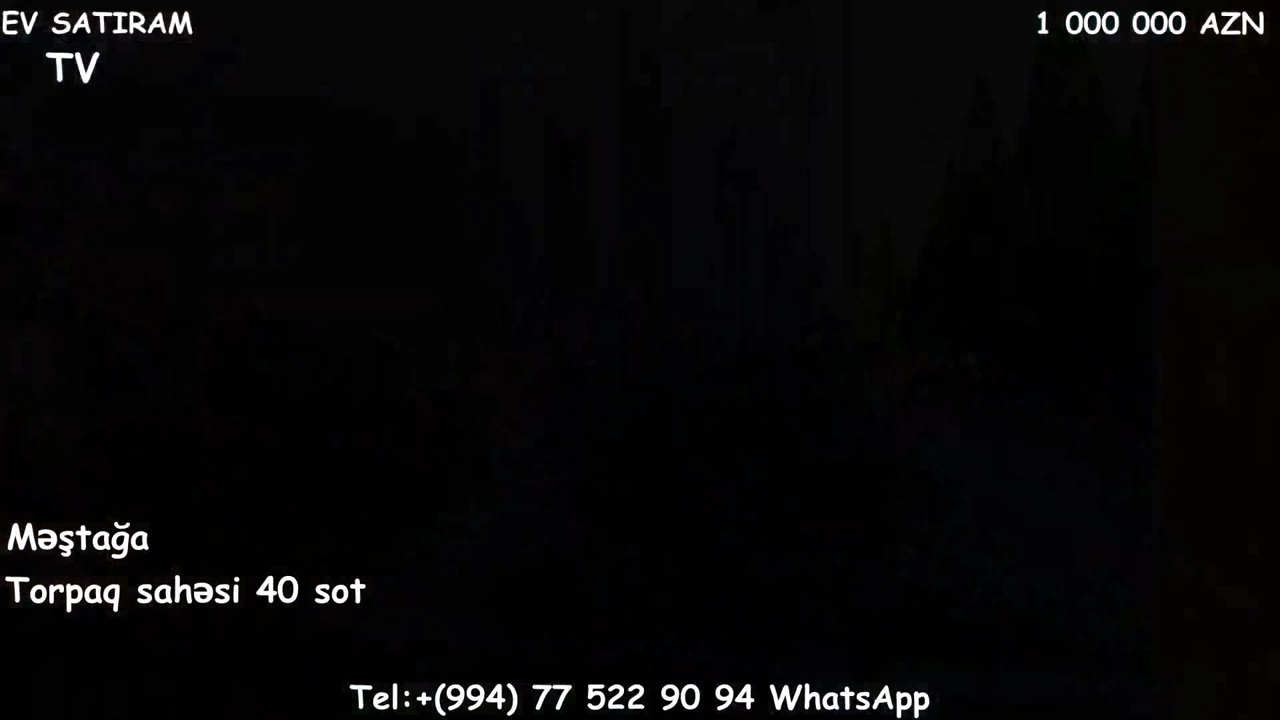 EV SATIRAM
TV
1 000 000 AZN
Məştağa
Torpaq sahəsi 40 sot
Tel:+(994) 77 522 90 94 WhatsApp